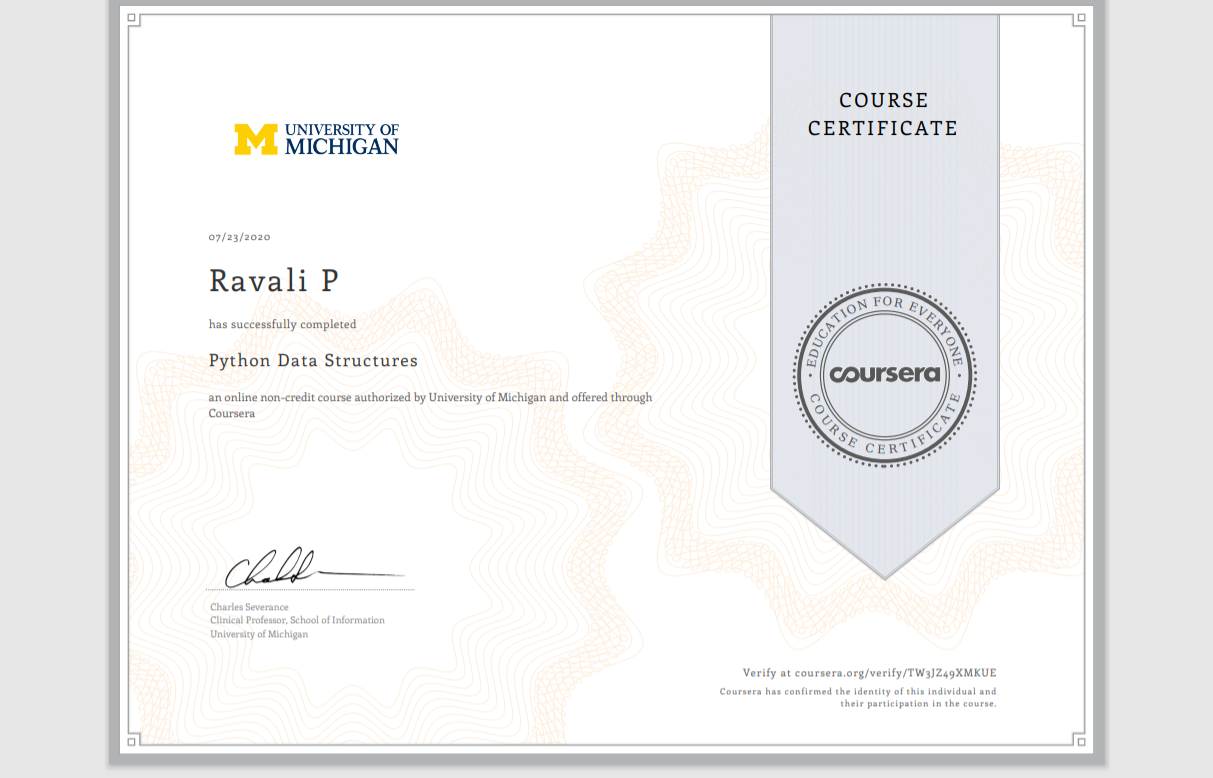 COURSE
CERTIFICATE
M UNIVERSITY OF
MICHIGAN
07/23/2020
Ravali P
has successfully completed
Python Data Structures
an online non-credit course authorized by University of Michigan and offered through
Coursera
EDUCATION FOR EVERYONE
coursera
COURSE CERTIFICATE
Charles Severance
Clinical Professor, School of Information
University of Michigan
Verify at coursera.org/verify/TW3JZ49XMKUE
Coursera has confirmed the identity of this individual and
their participation in the course.